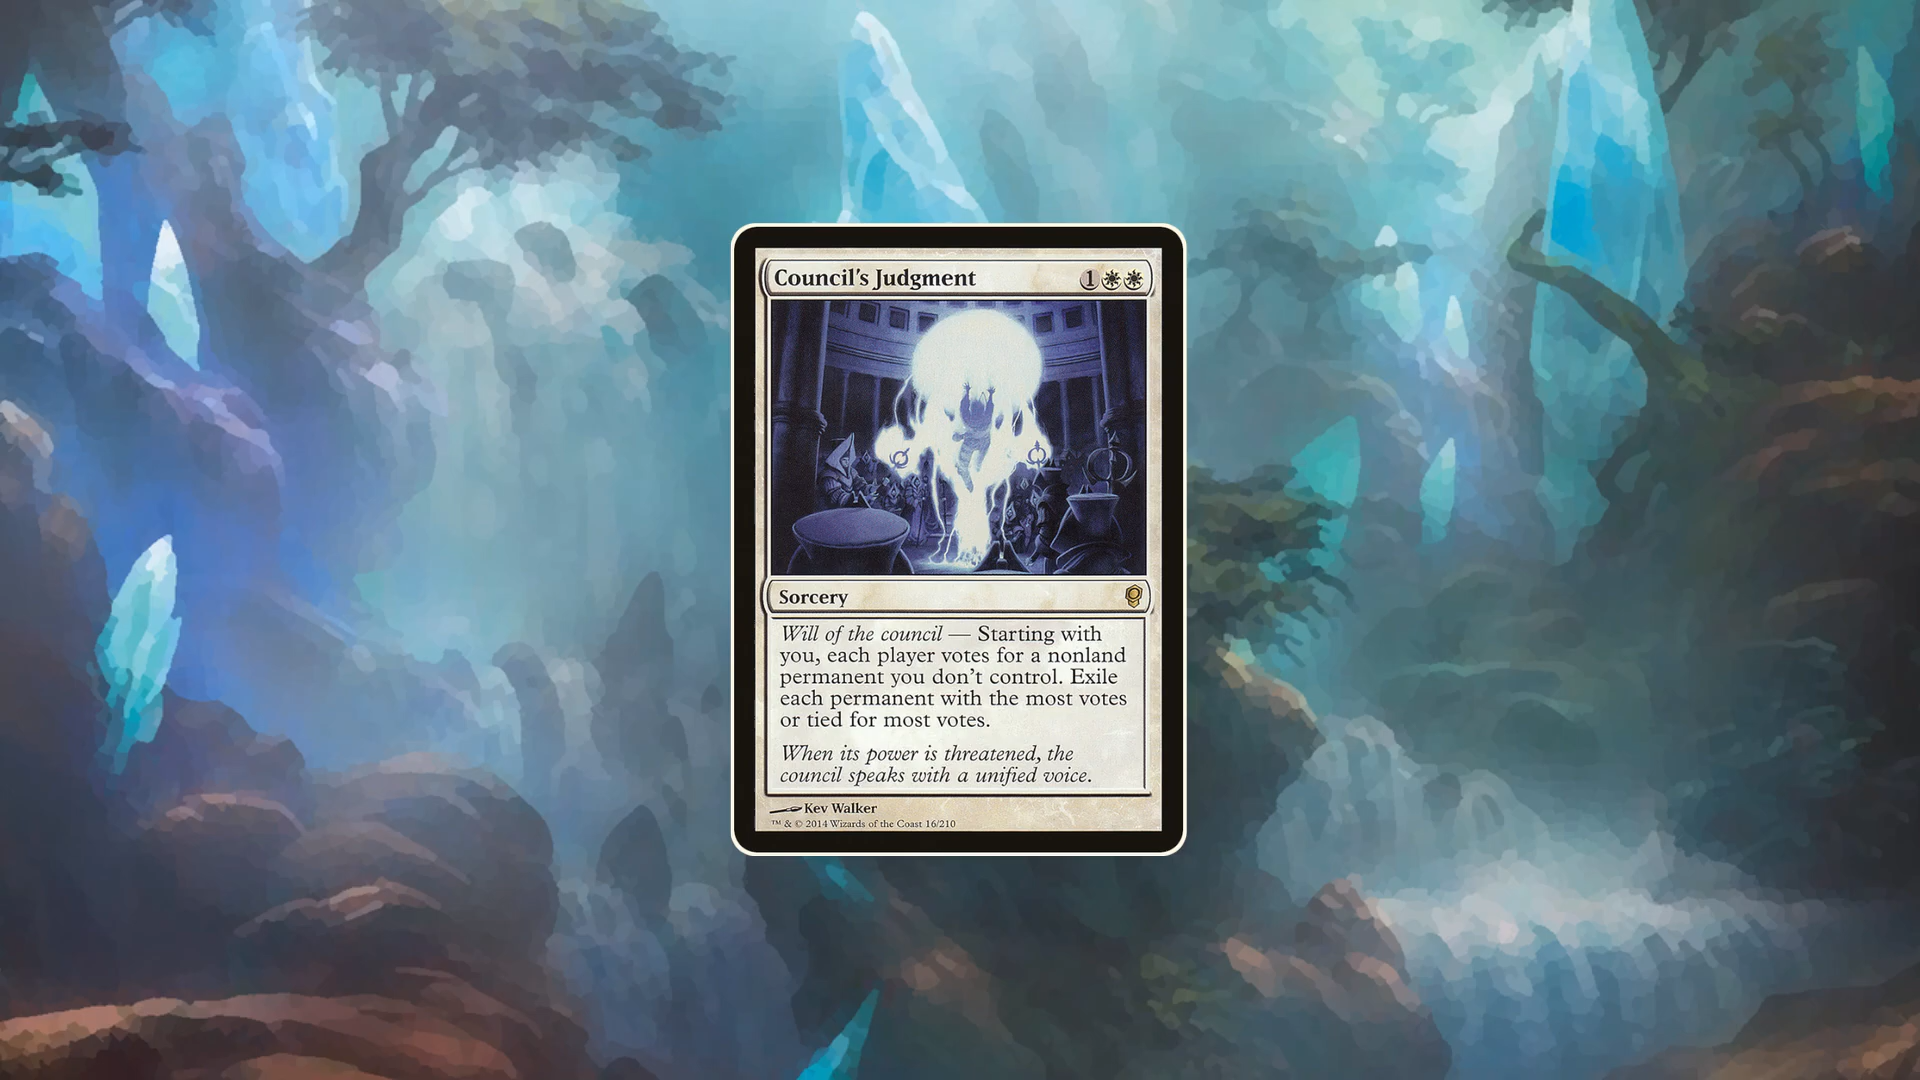 Council's Judgment 1
Sorcery
Will of the council — Starting with
you, each player votes for a nonland
permanent you don't control. Exile
each permanent with the most votes
or tied for most votes.
When its power is threatened, the
council speaks with a unified voice.
Kev Walker
™ & © 2014 Wizards of the Coast 16/210